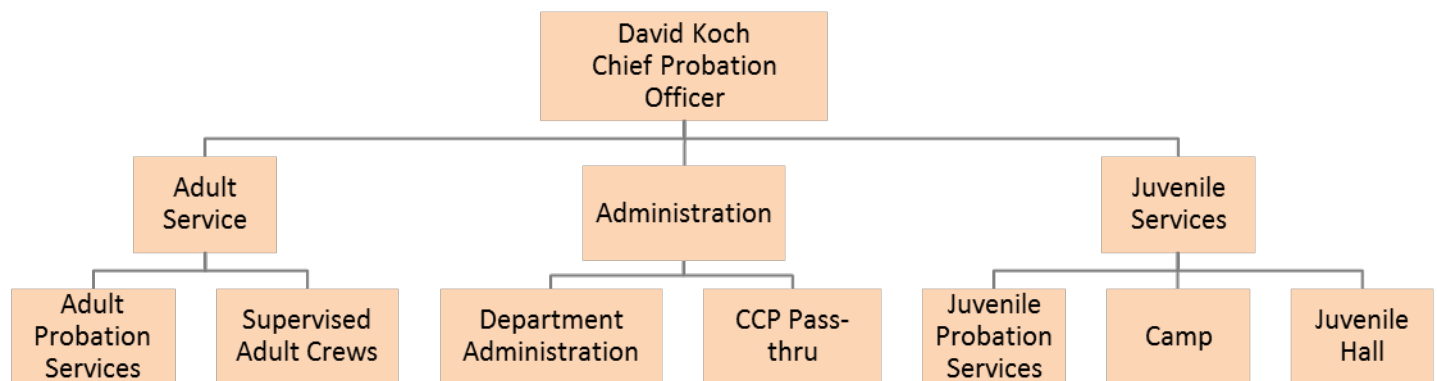 David Koch
Chief Probation
Officer
Adult
Service
Administration
Juvenile
Services
Adult
Probation
Services
Supervised
Adult Crews
Department
Administration
CCP Pass-
thru
Juvenile
Probation
Services
Camp
Juvenile
Hall